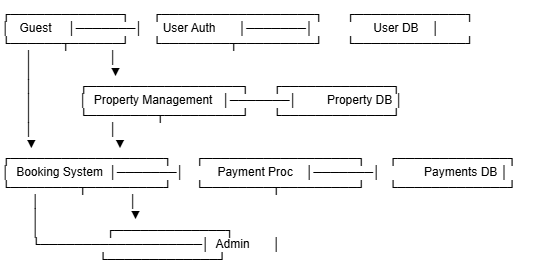 Guest User Auth User DB
Property Management Property DB
Booking System Payment Proc Payments DB
Admin